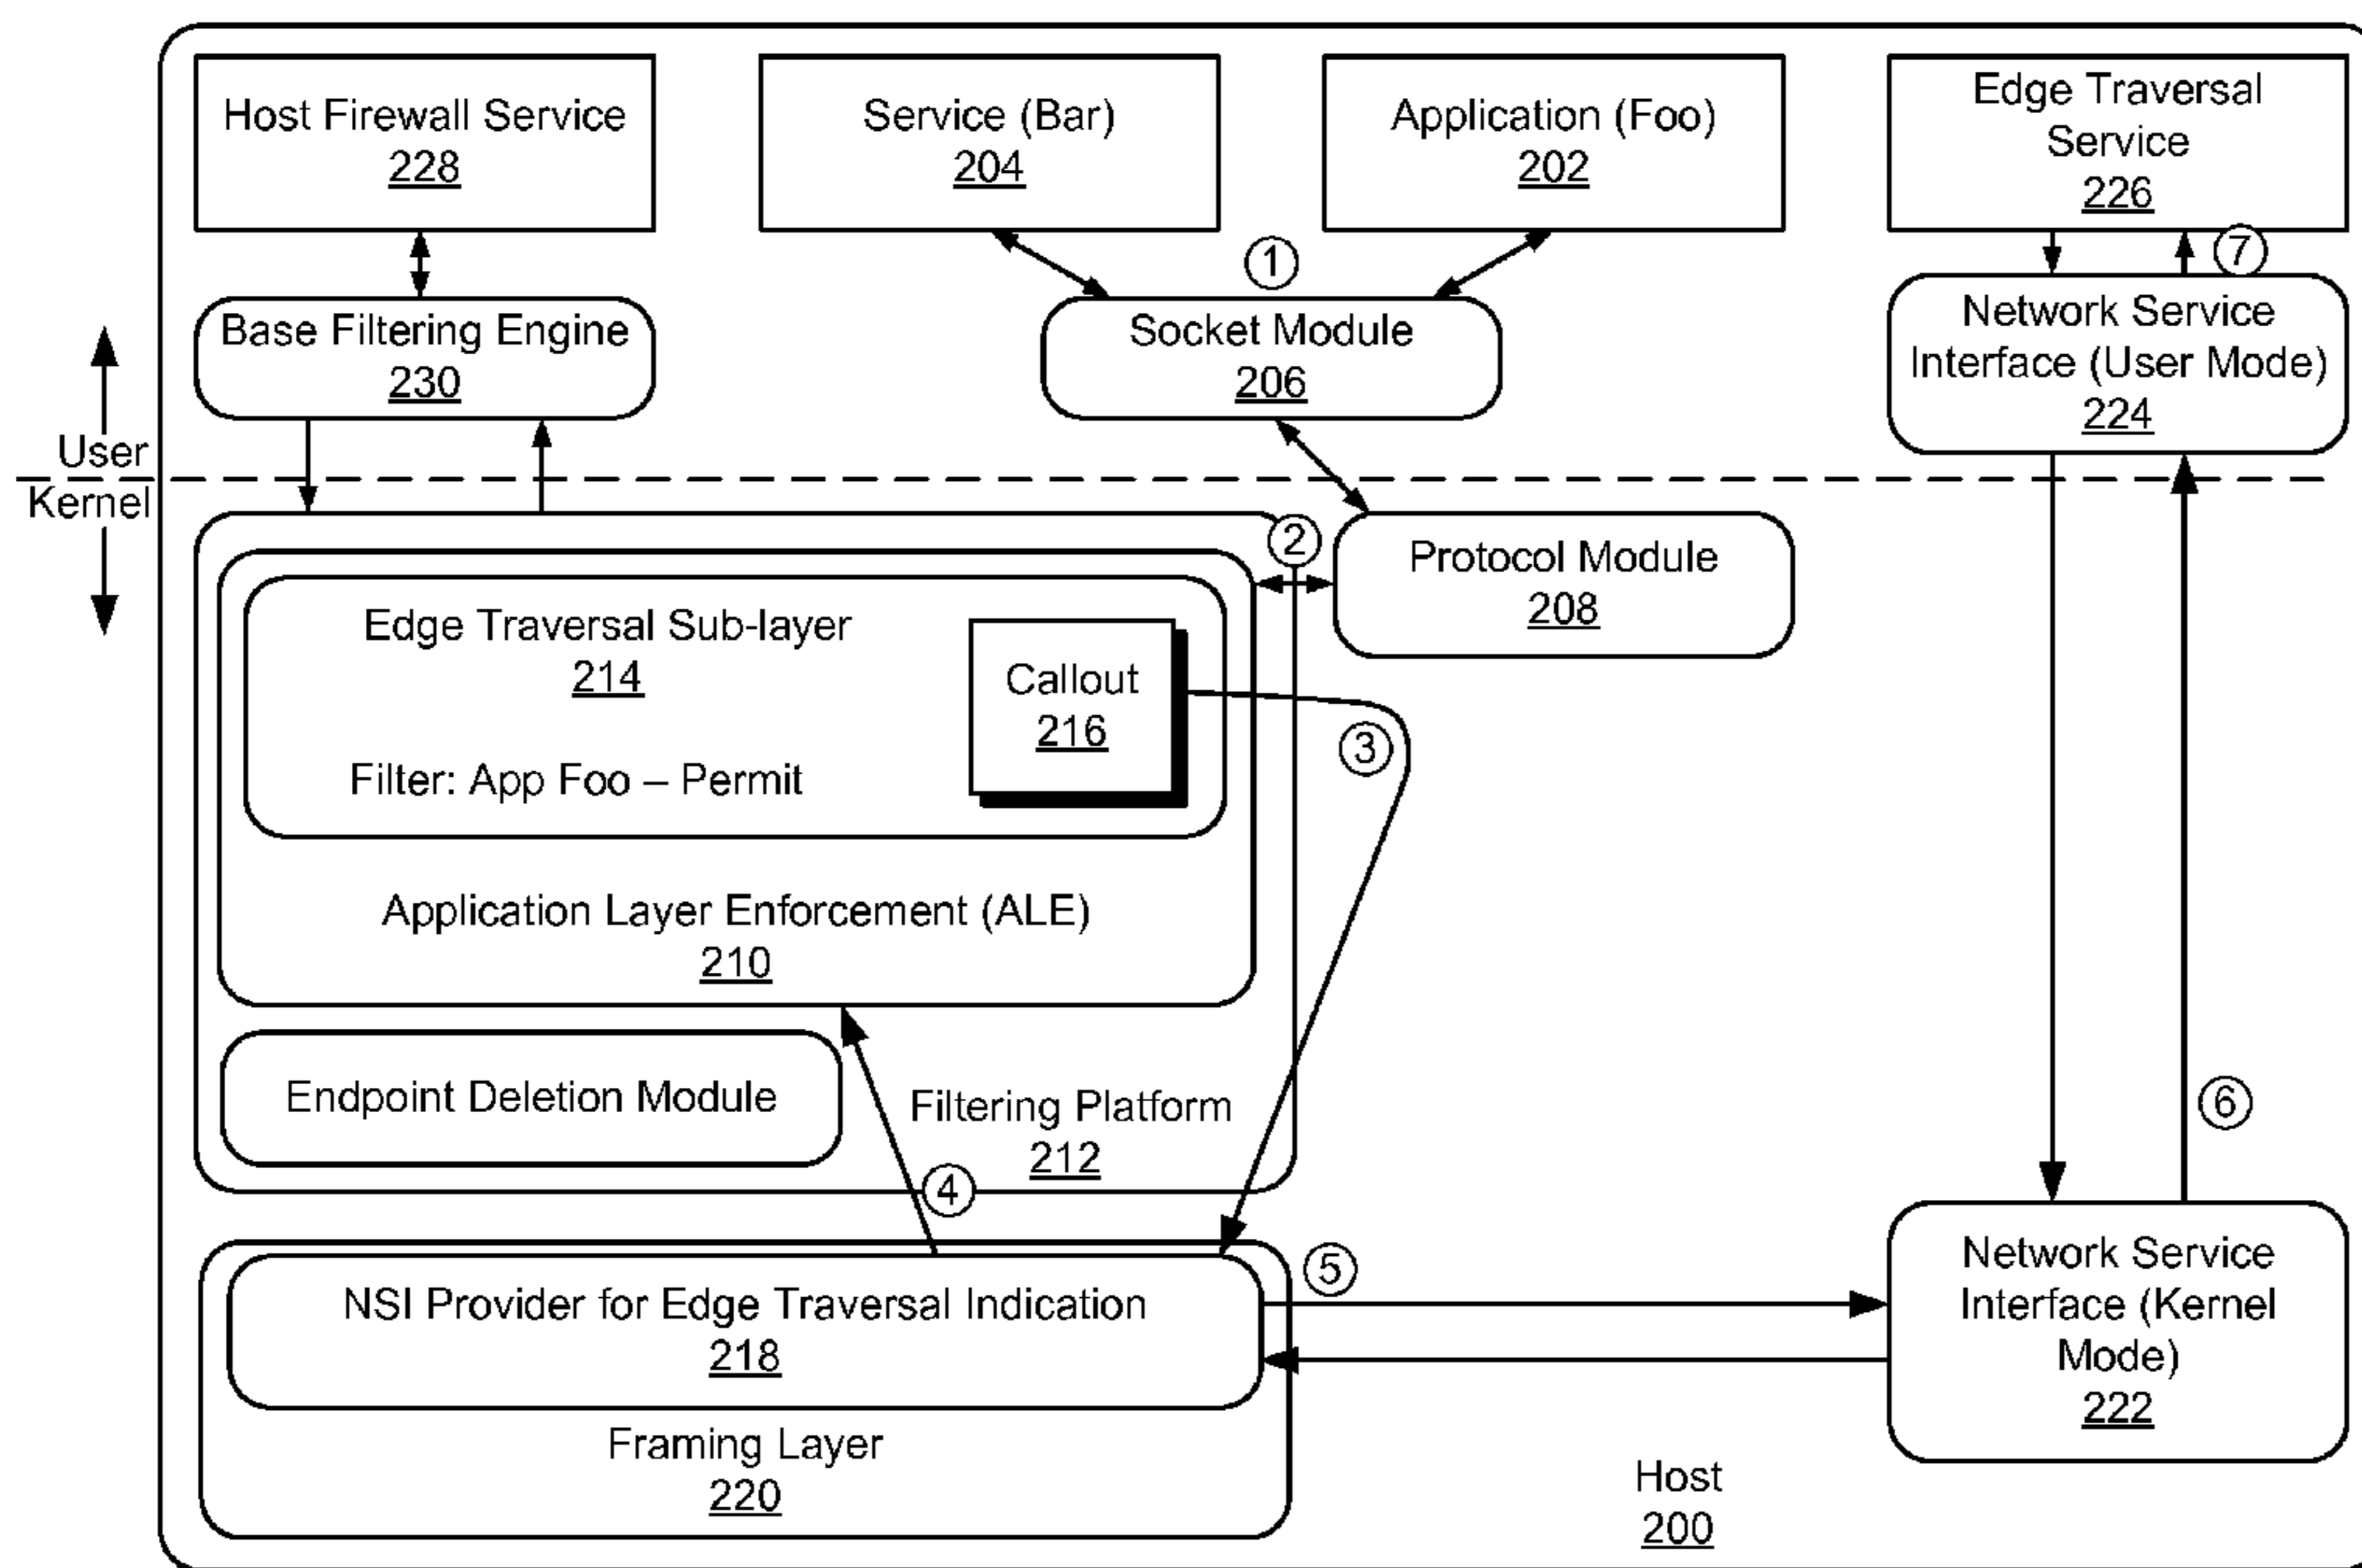 Host Firewall Service
228
Service (Bar)
204
Application (Foo)
202
Edge Traversal
Service
226
1
7
Base Filtering Engine
230
Socket Module
206
Network Service
Interface (User Mode)
224
User
Kernel
2
Protocol Module
208
Edge Traversal Sub-layer
214
Callout
216
3
Filter: App Foo – Permit
Application Layer Enforcement (ALE)
210
Endpoint Deletion Module
Filtering Platform
212
6
4
5
NSI Provider for Edge Traversal Indication
218
Network Service
Interface (Kernel
Mode)
222
Framing Layer
220
Host
200